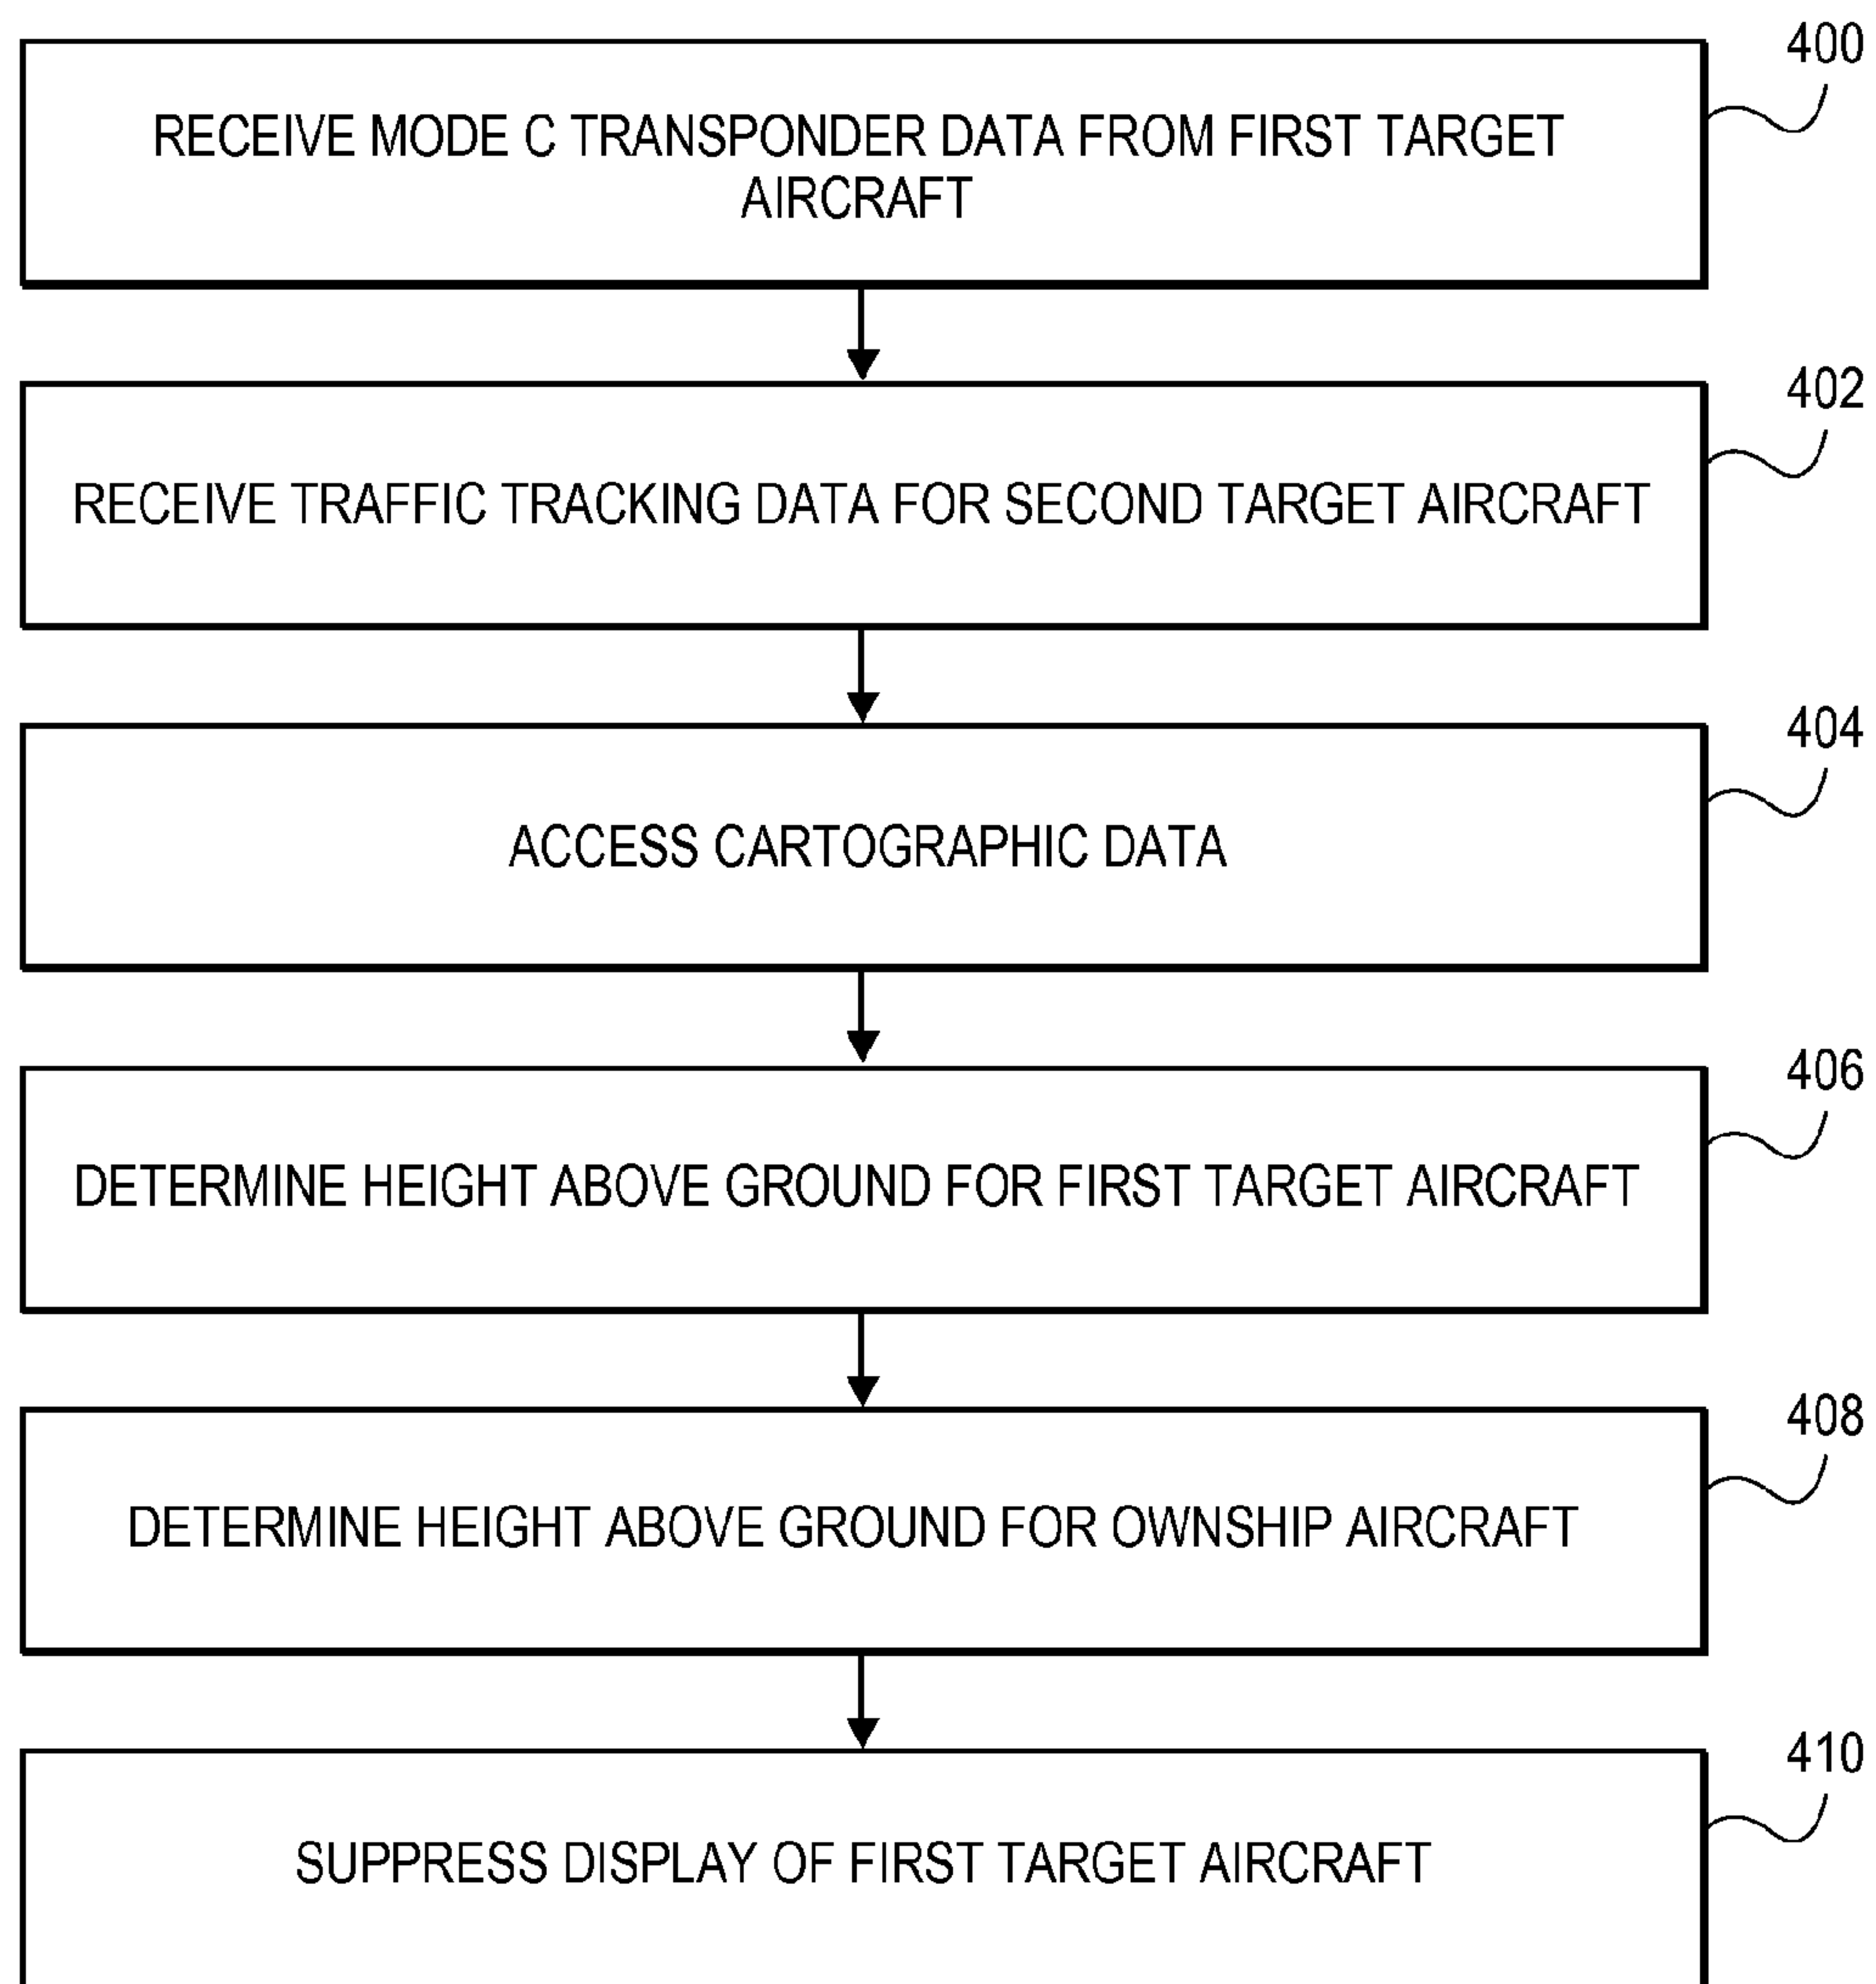 400
RECEIVE MODE C TRANSPONDER DATA FROM FIRST TARGET
AIRCRAFT
402
RECEIVE TRAFFIC TRACKING DATA FOR SECOND TARGET AIRCRAFT
404
ACCESS CARTOGRAPHIC DATA
406
DETERMINE HEIGHT ABOVE GROUND FOR FIRST TARGET AIRCRAFT
408
DETERMINE HEIGHT ABOVE GROUND FOR OWNSHIP AIRCRAFT
410
SUPPRESS DISPLAY OF FIRST TARGET AIRCRAFT